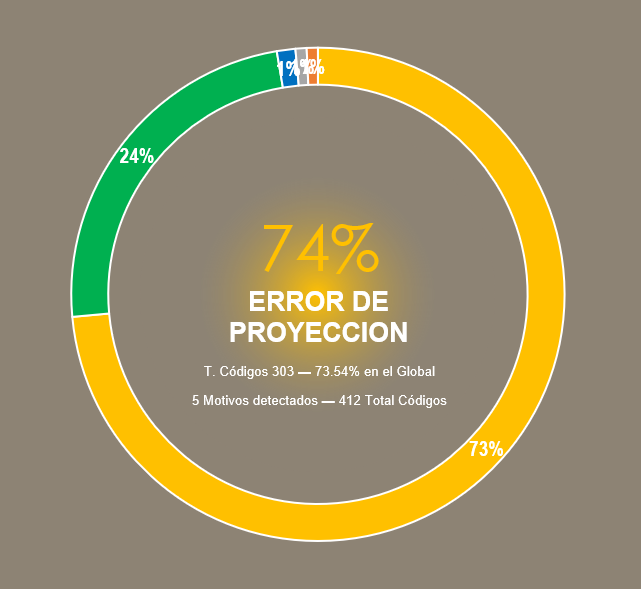 1%
24%
74%
ERROR DE
PROYECCION
T. Códigos 303 — 73.54% en el Global
5 Motivos detectados — 412 Total Códigos
73%